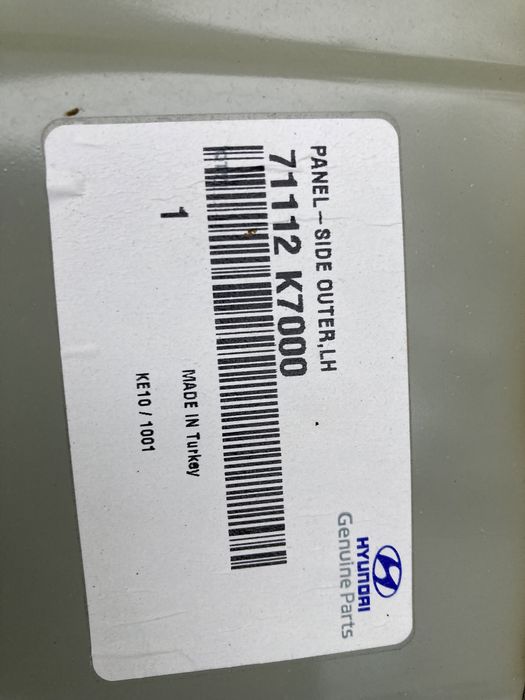 HYUNDAI
Genuine Parts
PANEL-SIDE OUTER,LH
71112 K7000
1
MADE IN Turkey
KE10 / 1001